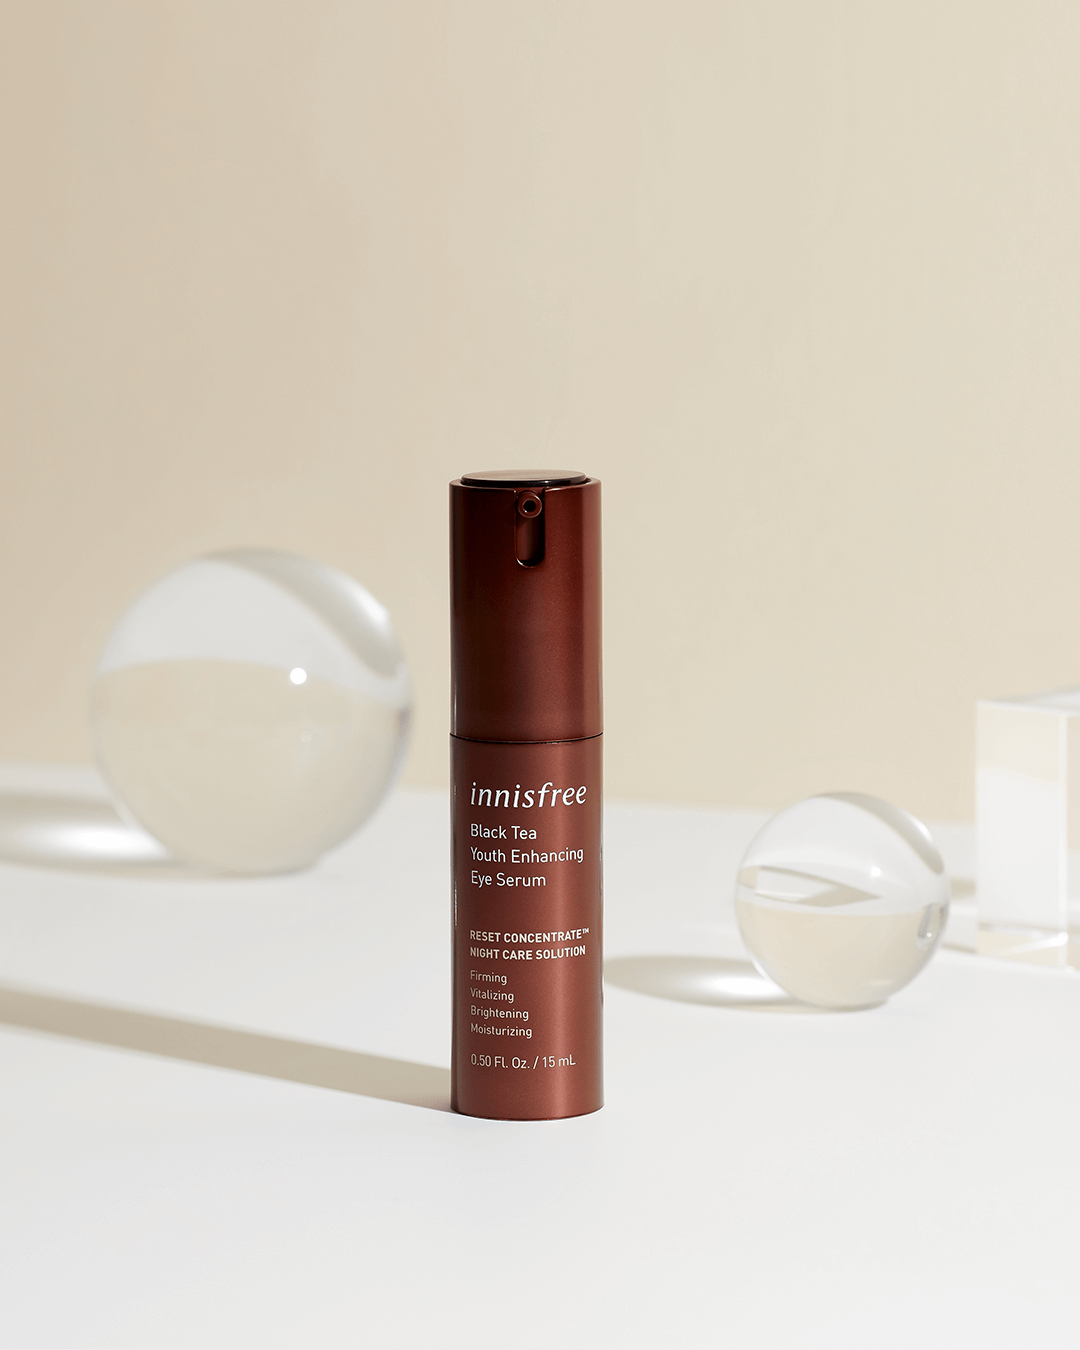 innisfree
Black Tea
Youth Enhancing
Eye Serum
RESET CONCENTRATE™
NIGHT CARE SOLUTION
Firming
Vitalizing
Brightening
Moisturizing
0.50 Fl. Oz. / 15 mL